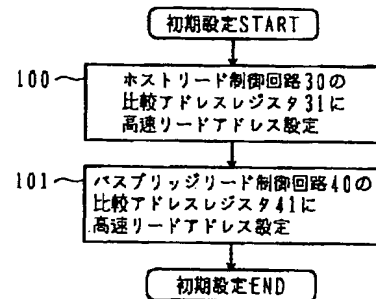 初期設定START
100
ホストリード制御回路30の
比較アドレスレジスタ31に
高速リードアドレス設定
101
バスブリッジリード制御回路40の
比較アドレスレジスタ41に
高速リードアドレス設定
初期設定END